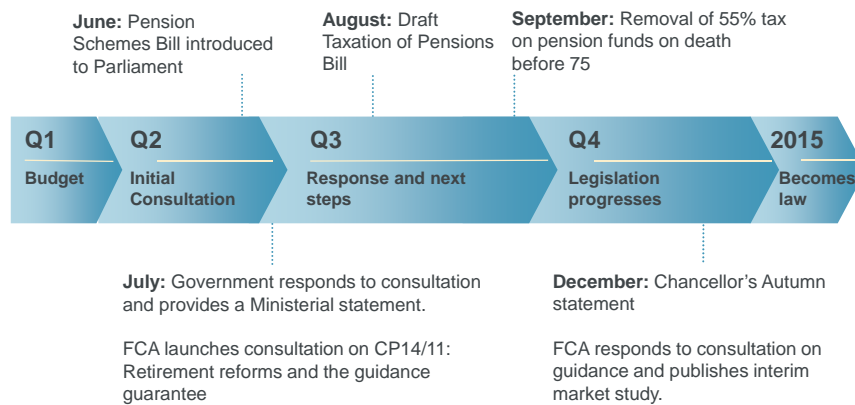 June: Pension
Schemes Bill introduced
to Parliament
August: Draft
Taxation of Pensions
Bill
September: Removal of 55% tax
on pension funds on death
before 75
Q1
Budget
Q2
Initial
Consultation
Q3
Response and next
steps
Q4
Legislation
progresses
2015
Becomes
law
July: Government responds to consultation
and provides a Ministerial statement.
FCA launches consultation on CP14/11:
Retirement reforms and the guidance
guarantee
December: Chancellor's Autumn
statement
FCA responds to consultation on
guidance and publishes interim
market study.